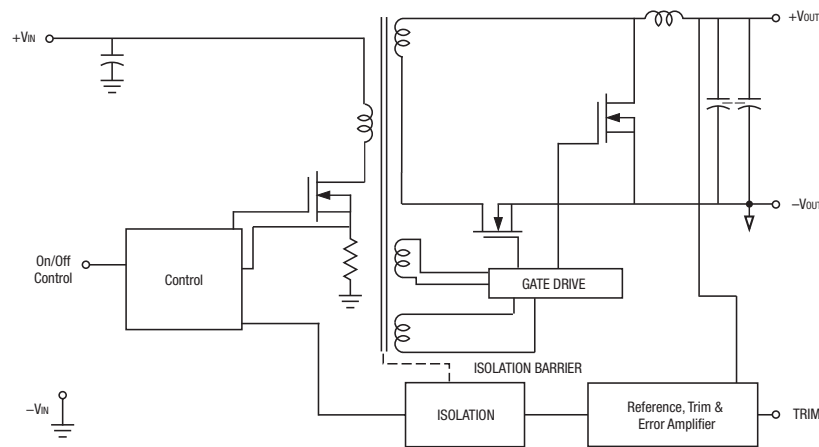 +VIN
+VOUT
−VOUT
On/Off
Control
Control
GATE DRIVE
ISOLATION BARRIER
−VIN
ISOLATION
Reference, Trim &
Error Amplifier
TRIM